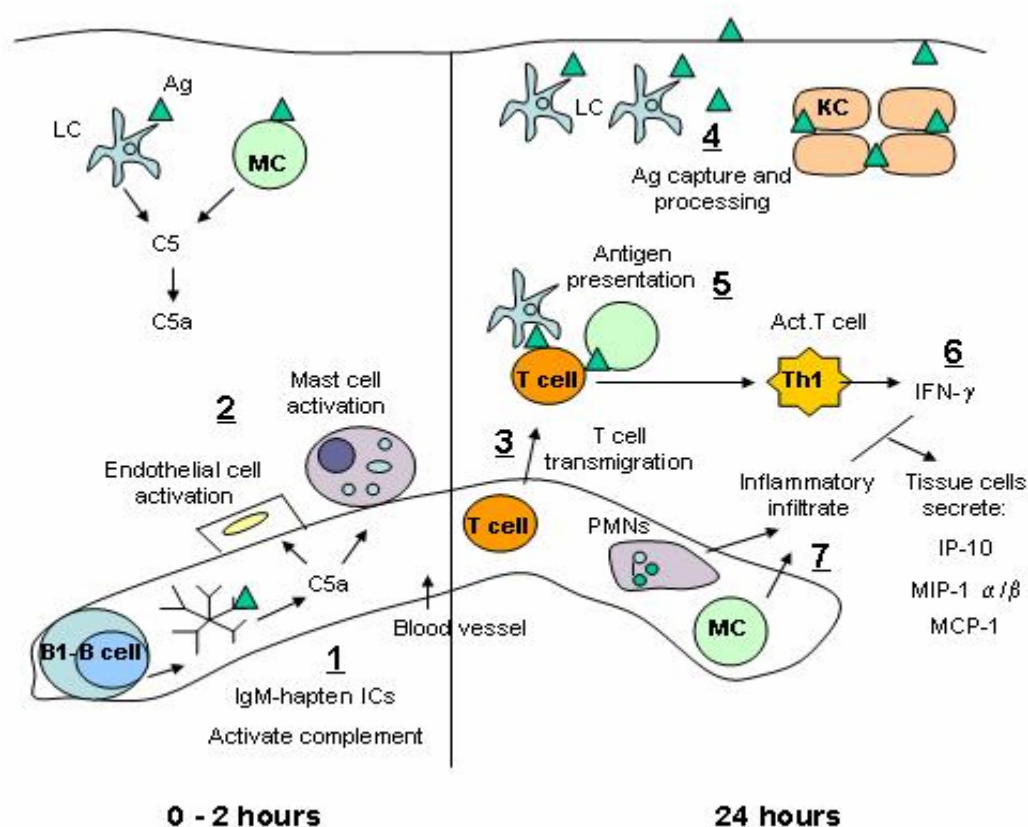 Ag
LC
MC
C5
C5a
2
Mast cell
activation
Endothelial cell
activation
C5a
B1-B cell
1
IgM-hapten ICs
Activate complement
Blood vessel
0 - 2 hours
LC
KC
4
Ag capture and
processing
Antigen
presentation
5
T cell
Act.T cell
Th1
6
IFN-γ
3
T cell
transmigration
T cell
PMNs
MC
Inflammatory
infiltrate
7
Tissue cells
secrete:
IP-10
MIP-1 α/β
MCP-1
24 hours